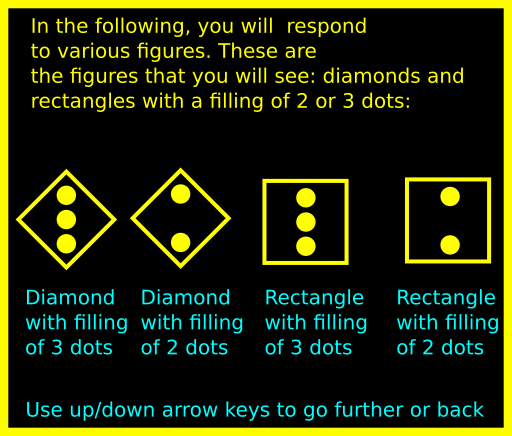 In the following, you will  respond
to various figures. These are
the figures that you will see: diamonds and
rectangles with a filling of 2 or 3 dots:
Diamond
with filling
of 3 dots
Diamond
with filling
of 2 dots
Rectangle
with filling
of 3 dots
Rectangle
with filling
of 2 dots
Use up/down arrow keys to go further or back